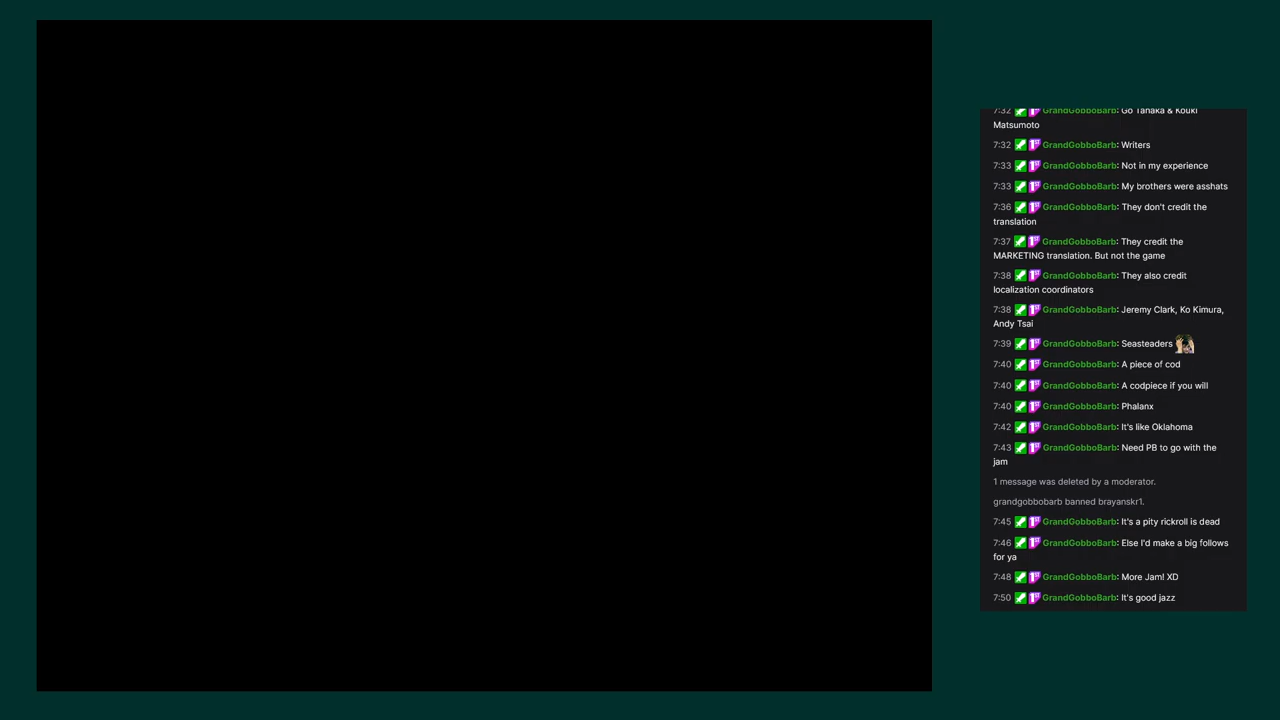 7:32 GrandGobboBarb: Go Tanaka & Kouki
Matsumoto
7:32 GrandGobboBarb: Writers
7:33 GrandGobboBarb: Not in my experience
7:33 GrandGobboBarb: My brothers were asshats
7:36 GrandGobboBarb: They don't credit the
translation
7:37 GrandGobboBarb: They credit the
MARKETING translation. But not the game
7:38 GrandGobboBarb: They also credit
localization coordinators
7:38 GrandGobboBarb: Jeremy Clark, Ko Kimura,
Andy Tsai
7:39 GrandGobboBarb: Seasteaders
7:40 GrandGobboBarb: A piece of cod
7:40 GrandGobboBarb: A codpiece if you will
7:40 GrandGobboBarb: Phalanx
7:42 GrandGobboBarb: It's like Oklahoma
7:43 GrandGobboBarb: Need PB to go with the
jam
1 message was deleted by a moderator.
grandgobbobarb banned brayanskr1.
7:45 GrandGobboBarb: It's a pity rickroll is dead
7:46 GrandGobboBarb: Else I'd make a big follows
for ya
7:48 GrandGobboBarb: More Jam! XD
7:50 GrandGobboBarb: It's good jazz